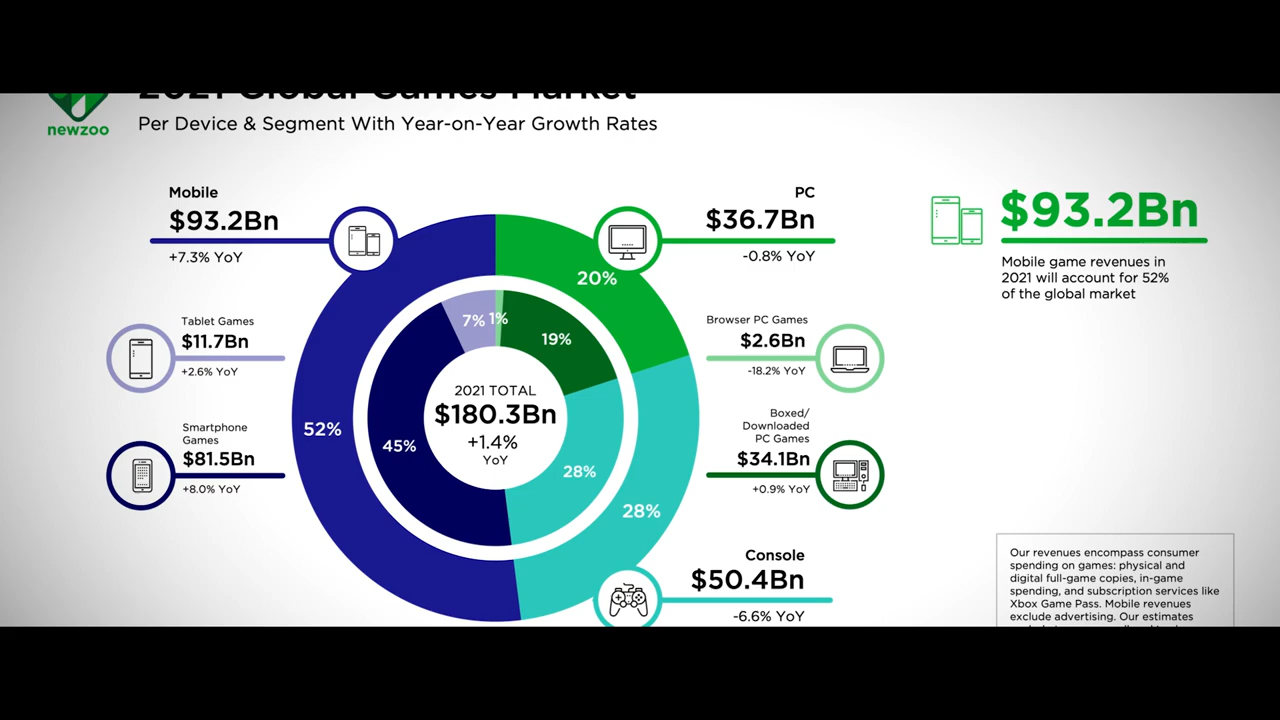 2021 Global Games Market
newzoo
Per Device & Segment With Year-on-Year Growth Rates
Mobile
$93.2Bn
+7.3% YoY
PC
$36.7Bn
-0.8% YoY
$93.2Bn
Mobile game revenues in
2021 will account for 52%
of the global market
Tablet Games
$11.7Bn
+2.6% YoY
Smartphone
Games
$81.5Bn
+8.0% YoY
20%
7%
1%
19%
52%
45%
28%
28%
2021 TOTAL
$180.3Bn
+1.4%
YoY
Browser PC Games
$2.6Bn
-18.2% YoY
Boxed/
Downloaded
PC Games
$34.1Bn
+0.9% YoY
Console
$50.4Bn
-6.6% YoY
Our revenues encompass consumer
spending on games: physical and
digital full-game copies, in-game
spending, and subscription services like
Xbox Game Pass. Mobile revenues
exclude advertising. Our estimates